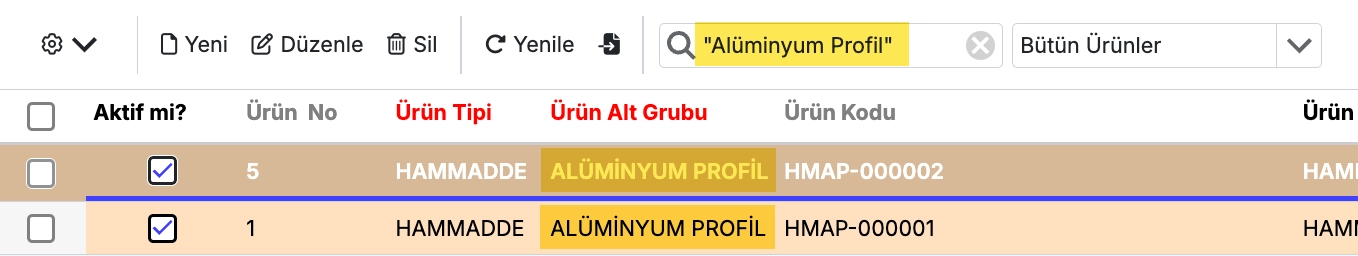 Yeni Düzenle Sil Yenile "Alüminyum Profil" Bütün Ürünler
Aktif mi? Ürün No Ürün Tipi Ürün Alt Grubu Ürün Kodu Ürün
5 HAMMADDE ALÜMİNYUM PROFİL HMAP-000002 HAM
1 HAMMADDE ALÜMİNYUM PROFİL HMAP-000001 HAM